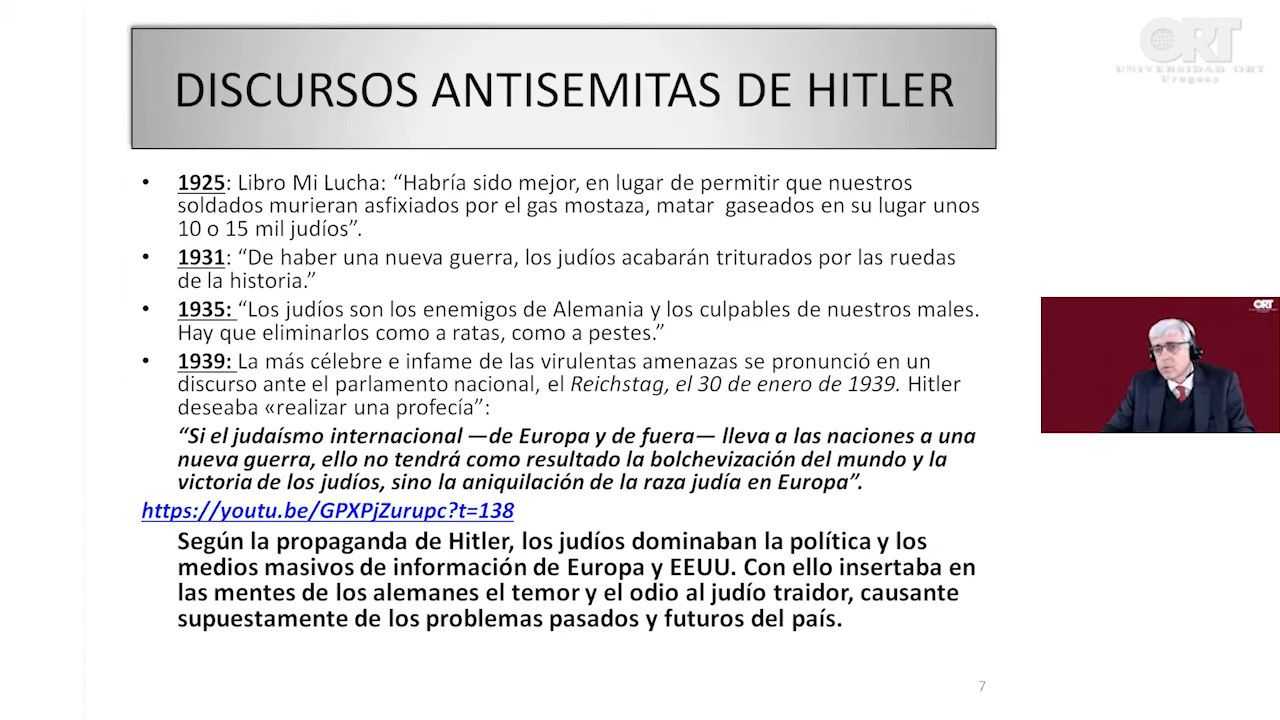 DISCURSOS ANTISEMITAS DE HITLER
ORT
UNIVERSIDAD ORT
Uruguay
• 1925: Libro Mi Lucha: “Habría sido mejor, en lugar de permitir que nuestros
soldados murieran asfixiados por el gas mostaza, matar gaseados en su lugar unos
10 o 15 mil judíos”.
• 1931: “De haber una nueva guerra, los judíos acabarán triturados por las ruedas
de la historia.”
• 1935: “Los judíos son los enemigos de Alemania y los culpables de nuestros males.
Hay que eliminarlos como a ratas, como a pestes.”
• 1939: La más célebre e infame de las virulentas amenazas se pronunció en un
discurso ante el parlamento nacional, el Reichstag, el 30 de enero de 1939. Hitler
deseaba «realizar una profecía”:
“Si el judaísmo internacional —de Europa y de fuera— lleva a las naciones a una
nueva guerra, ello no tendrá como resultado la bolchevización del mundo y la
victoria de los judíos, sino la aniquilación de la raza judía en Europa”.
https://youtu.be/GPXPjZurupc?t=138
Según la propaganda de Hitler, los judíos dominaban la política y los
medios masivos de información de Europa y EEUU. Con ello insertaba en
las mentes de los alemanes el temor y el odio al judío traidor, causante
supuestamente de los problemas pasados y futuros del país.
ORT
7